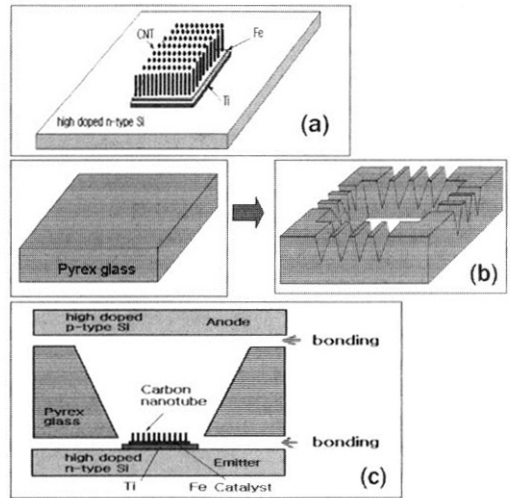 CNT
Fe
Ti
high doped n-type Si
(a)
Pyrex glass
(b)
high doped
p-type Si
Anode
bonding
Carbon
nanotube
Pyrex
glass
bonding
high doped
n-type Si
Emitter
Ti
Fe Catalyst
(c)